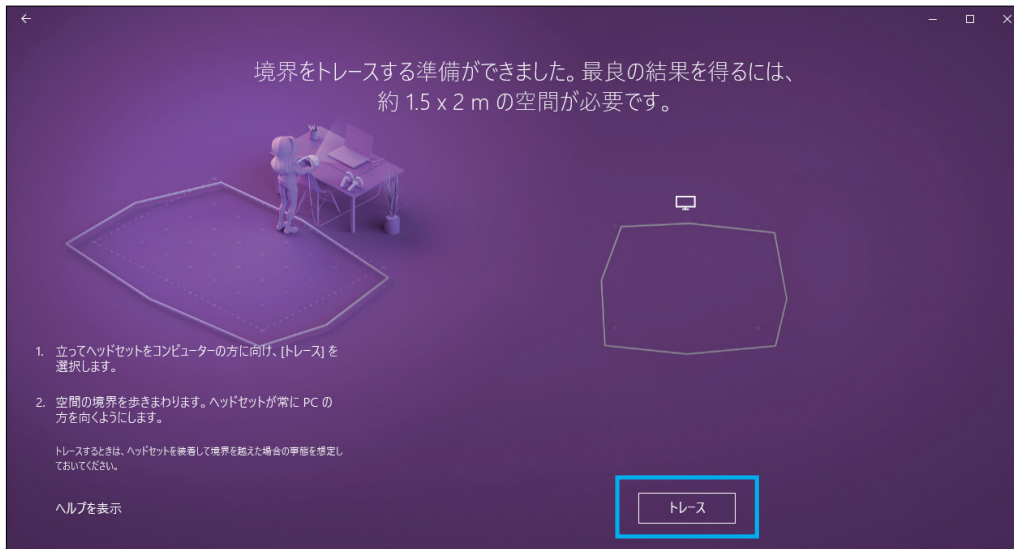 境界をトレースする準備ができました。最良の結果を得るには、
約 1.5 x 2 m の空間が必要です。
1. 立ってヘッドセットをコンピューターの方に向け、[トレース] を
選択します。
2. 空間の境界を歩きまわります。ヘッドセットが常に PC の
方を向くようにします。
トレースするときは、ヘッドセットを装着して境界を越えた場合の事態を想定し
ておいてください。
ヘルプを表示
トレース